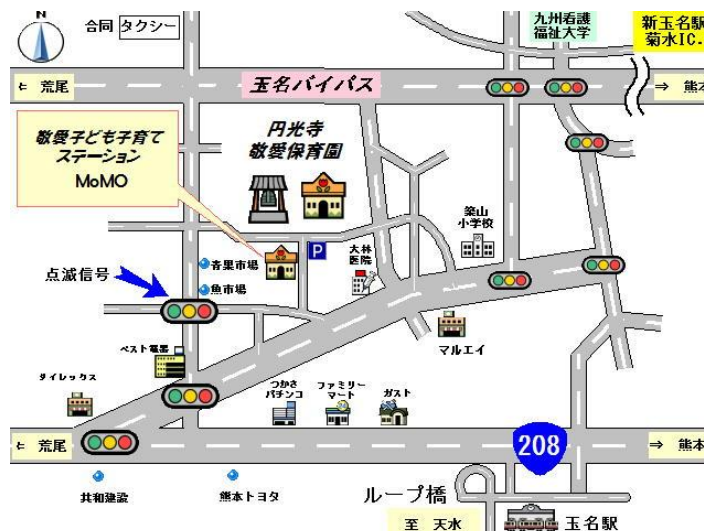 N
合同 タクシー
九州看護
福祉大学
新玉名駅
菊水IC.
⇐ 荒尾
玉名バイパス
⇒ 熊本
敬愛子ども子育て
ステーション
MoMO
円光寺
敬愛保育園
築山
小学校
P
大林
医院
青果市場
魚市場
点滅信号
マルエイ
ベスト電器
ダイレックス
つかさ
パチンコ
ファミリー
マート
ガスト
⇐ 荒尾
208
⇒ 熊本
共和建設
熊本トヨタ
ループ橋
至 天水
玉名駅